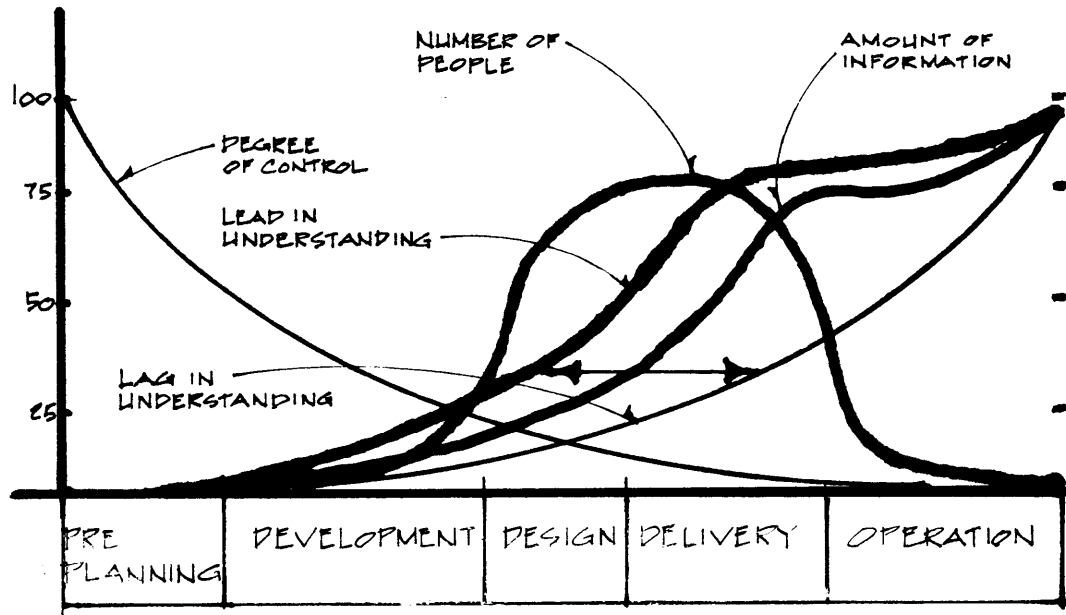 NUMBER OF
PEOPLE
AMOUNT OF
INFORMATION
100
DEGREE
OF CONTROL
75
LEAD IN
UNDERSTANDING
50
LAG IN
UNDERSTANDING
25
PRE
PLANNING
DEVELOPMENT
DESIGN
DELIVERY
OPERATION